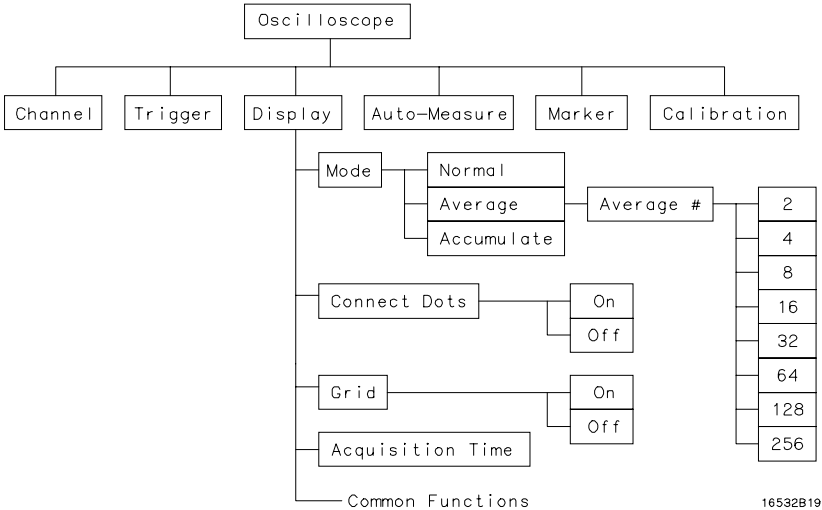 Oscilloscope
Channel
Trigger
Display
Auto-Measure
Marker
Calibration
Mode
Normal
Average
Accumulate
Average #
2
4
8
16
32
64
128
256
Connect Dots
On
Off
Grid
On
Off
Acquisition Time
Common Functions
16532B19